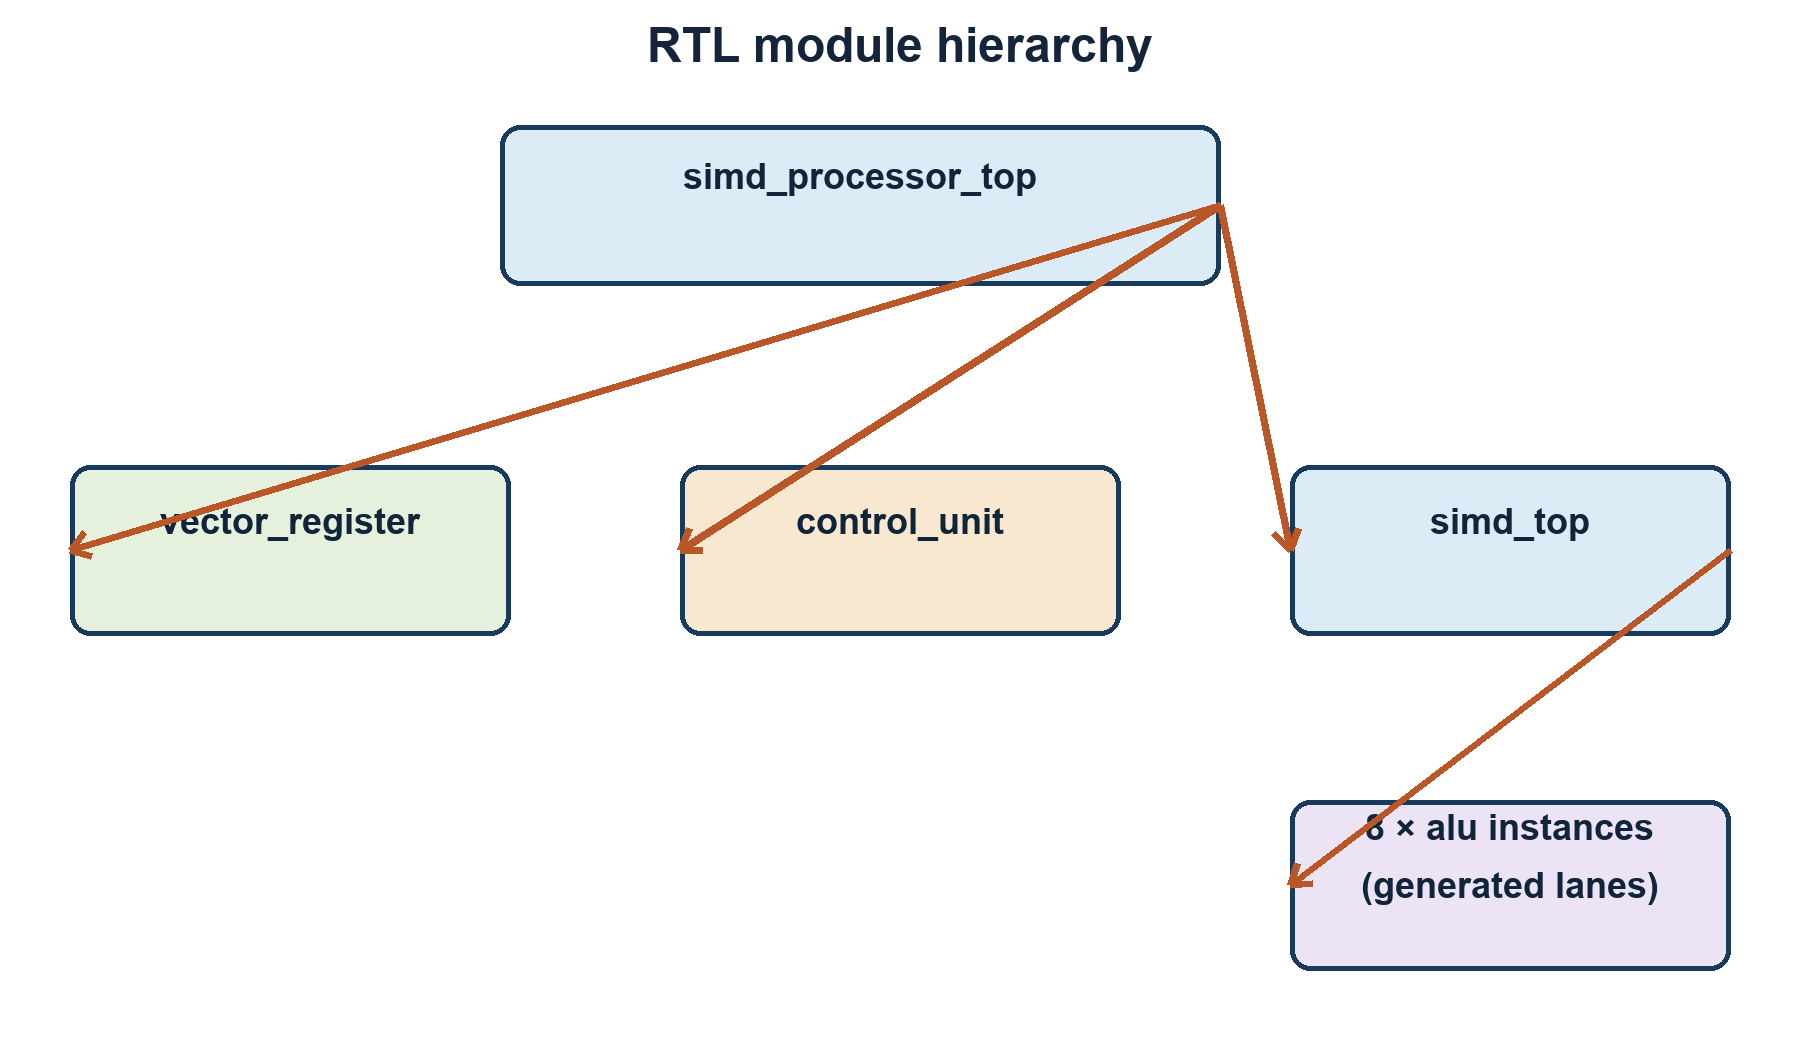 RTL module hierarchy
simd_processor_top
vector_register
control_unit
simd_top
8 × alu instances
(generated lanes)